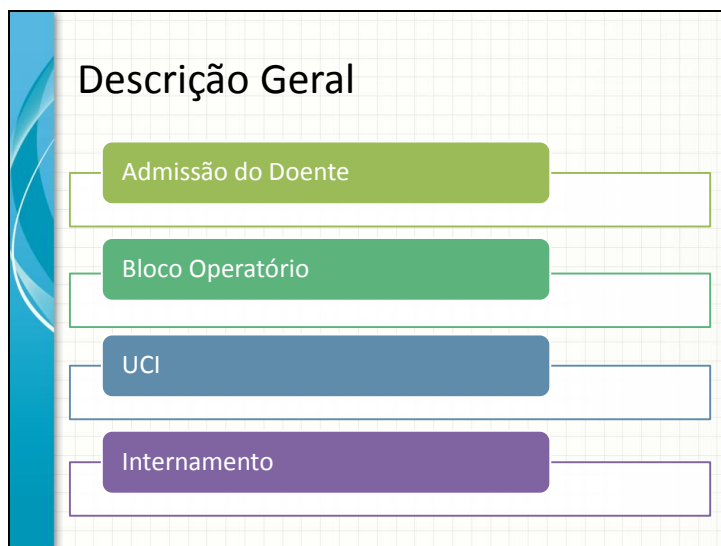 Descrição Geral
Admissão do Doente
Bloco Operatório
UCI
Internamento